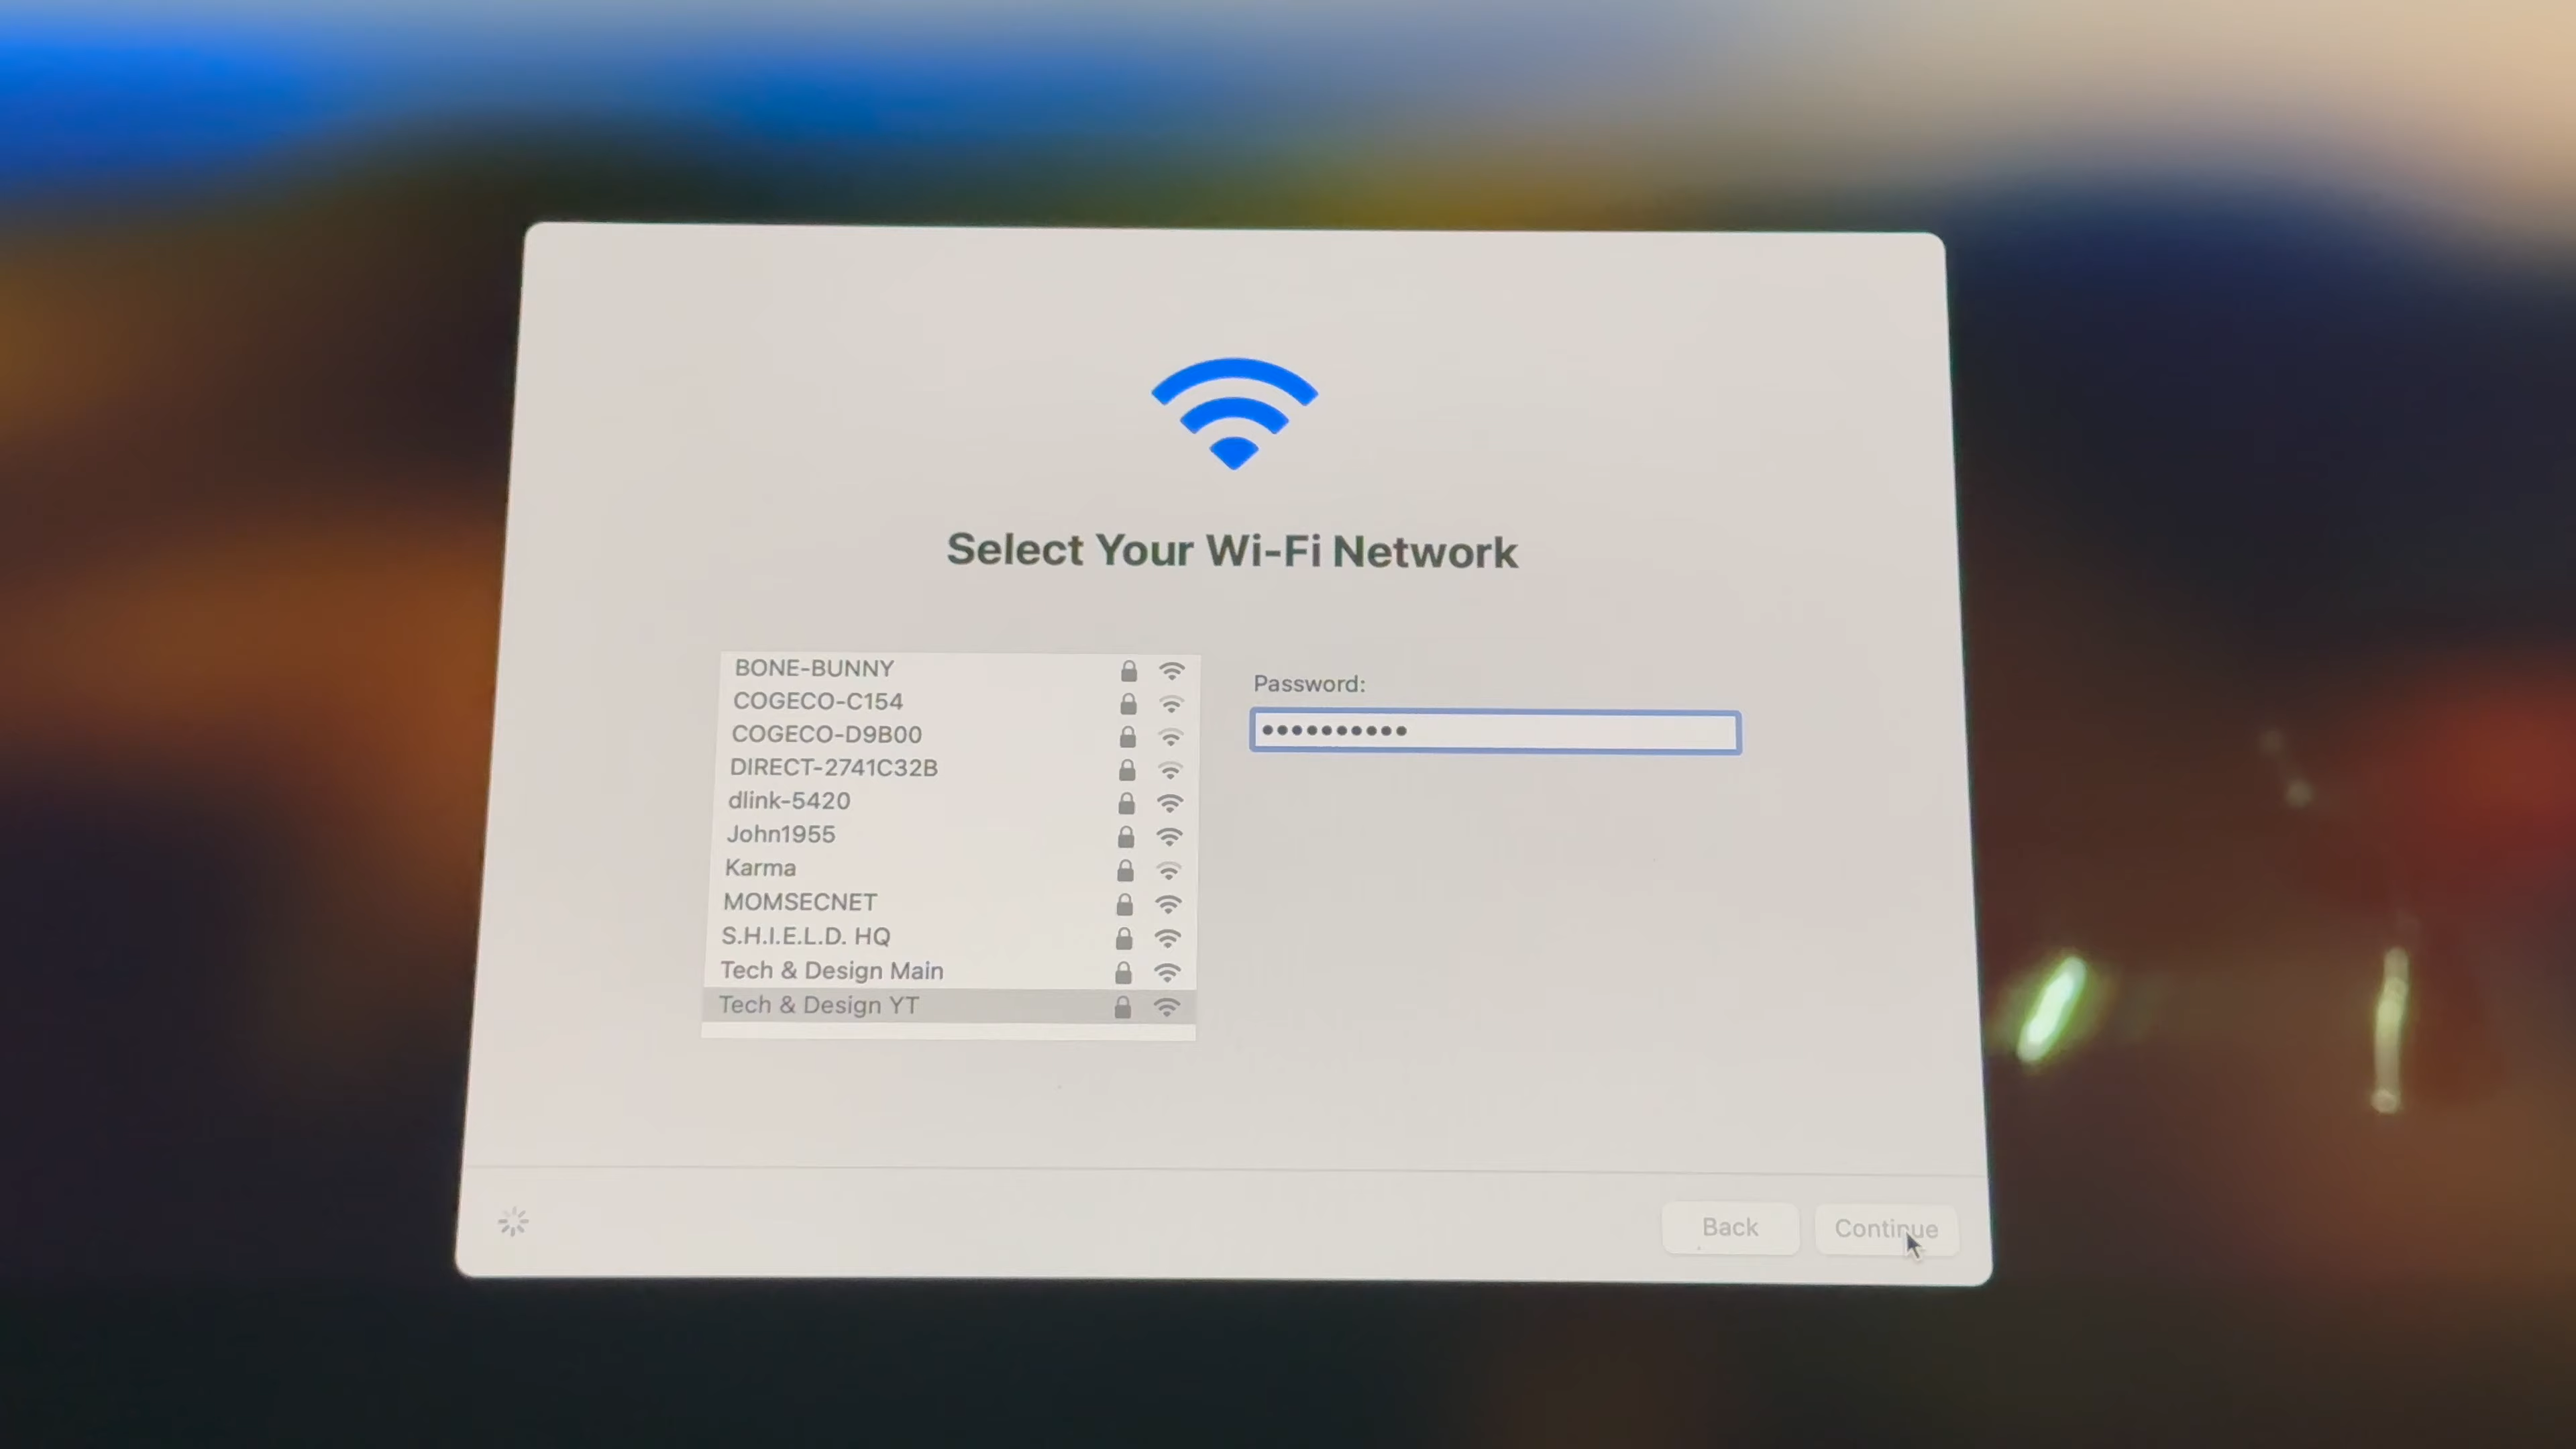 Select Your Wi-Fi Network
BONE-BUNNY
COGECO-C154
COGECO-D9B00
DIRECT-2741C32B
dlink-5420
John1955
Karma
MOMSECNET
S.H.I.E.L.D. HQ
Tech & Design Main
Tech & Design YT
Password:
••••••••••
Back
Continue